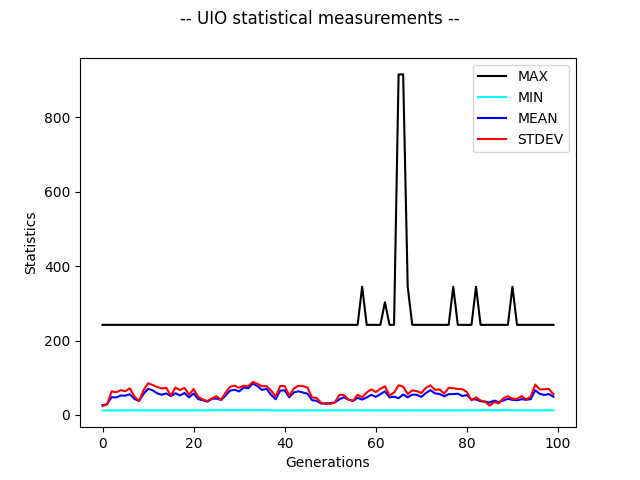 -- UIO statistical measurements --
MAX
MIN
MEAN
STDEV
Statistics
800
600
400
200
0
0 20 40 60 80 100
Generations